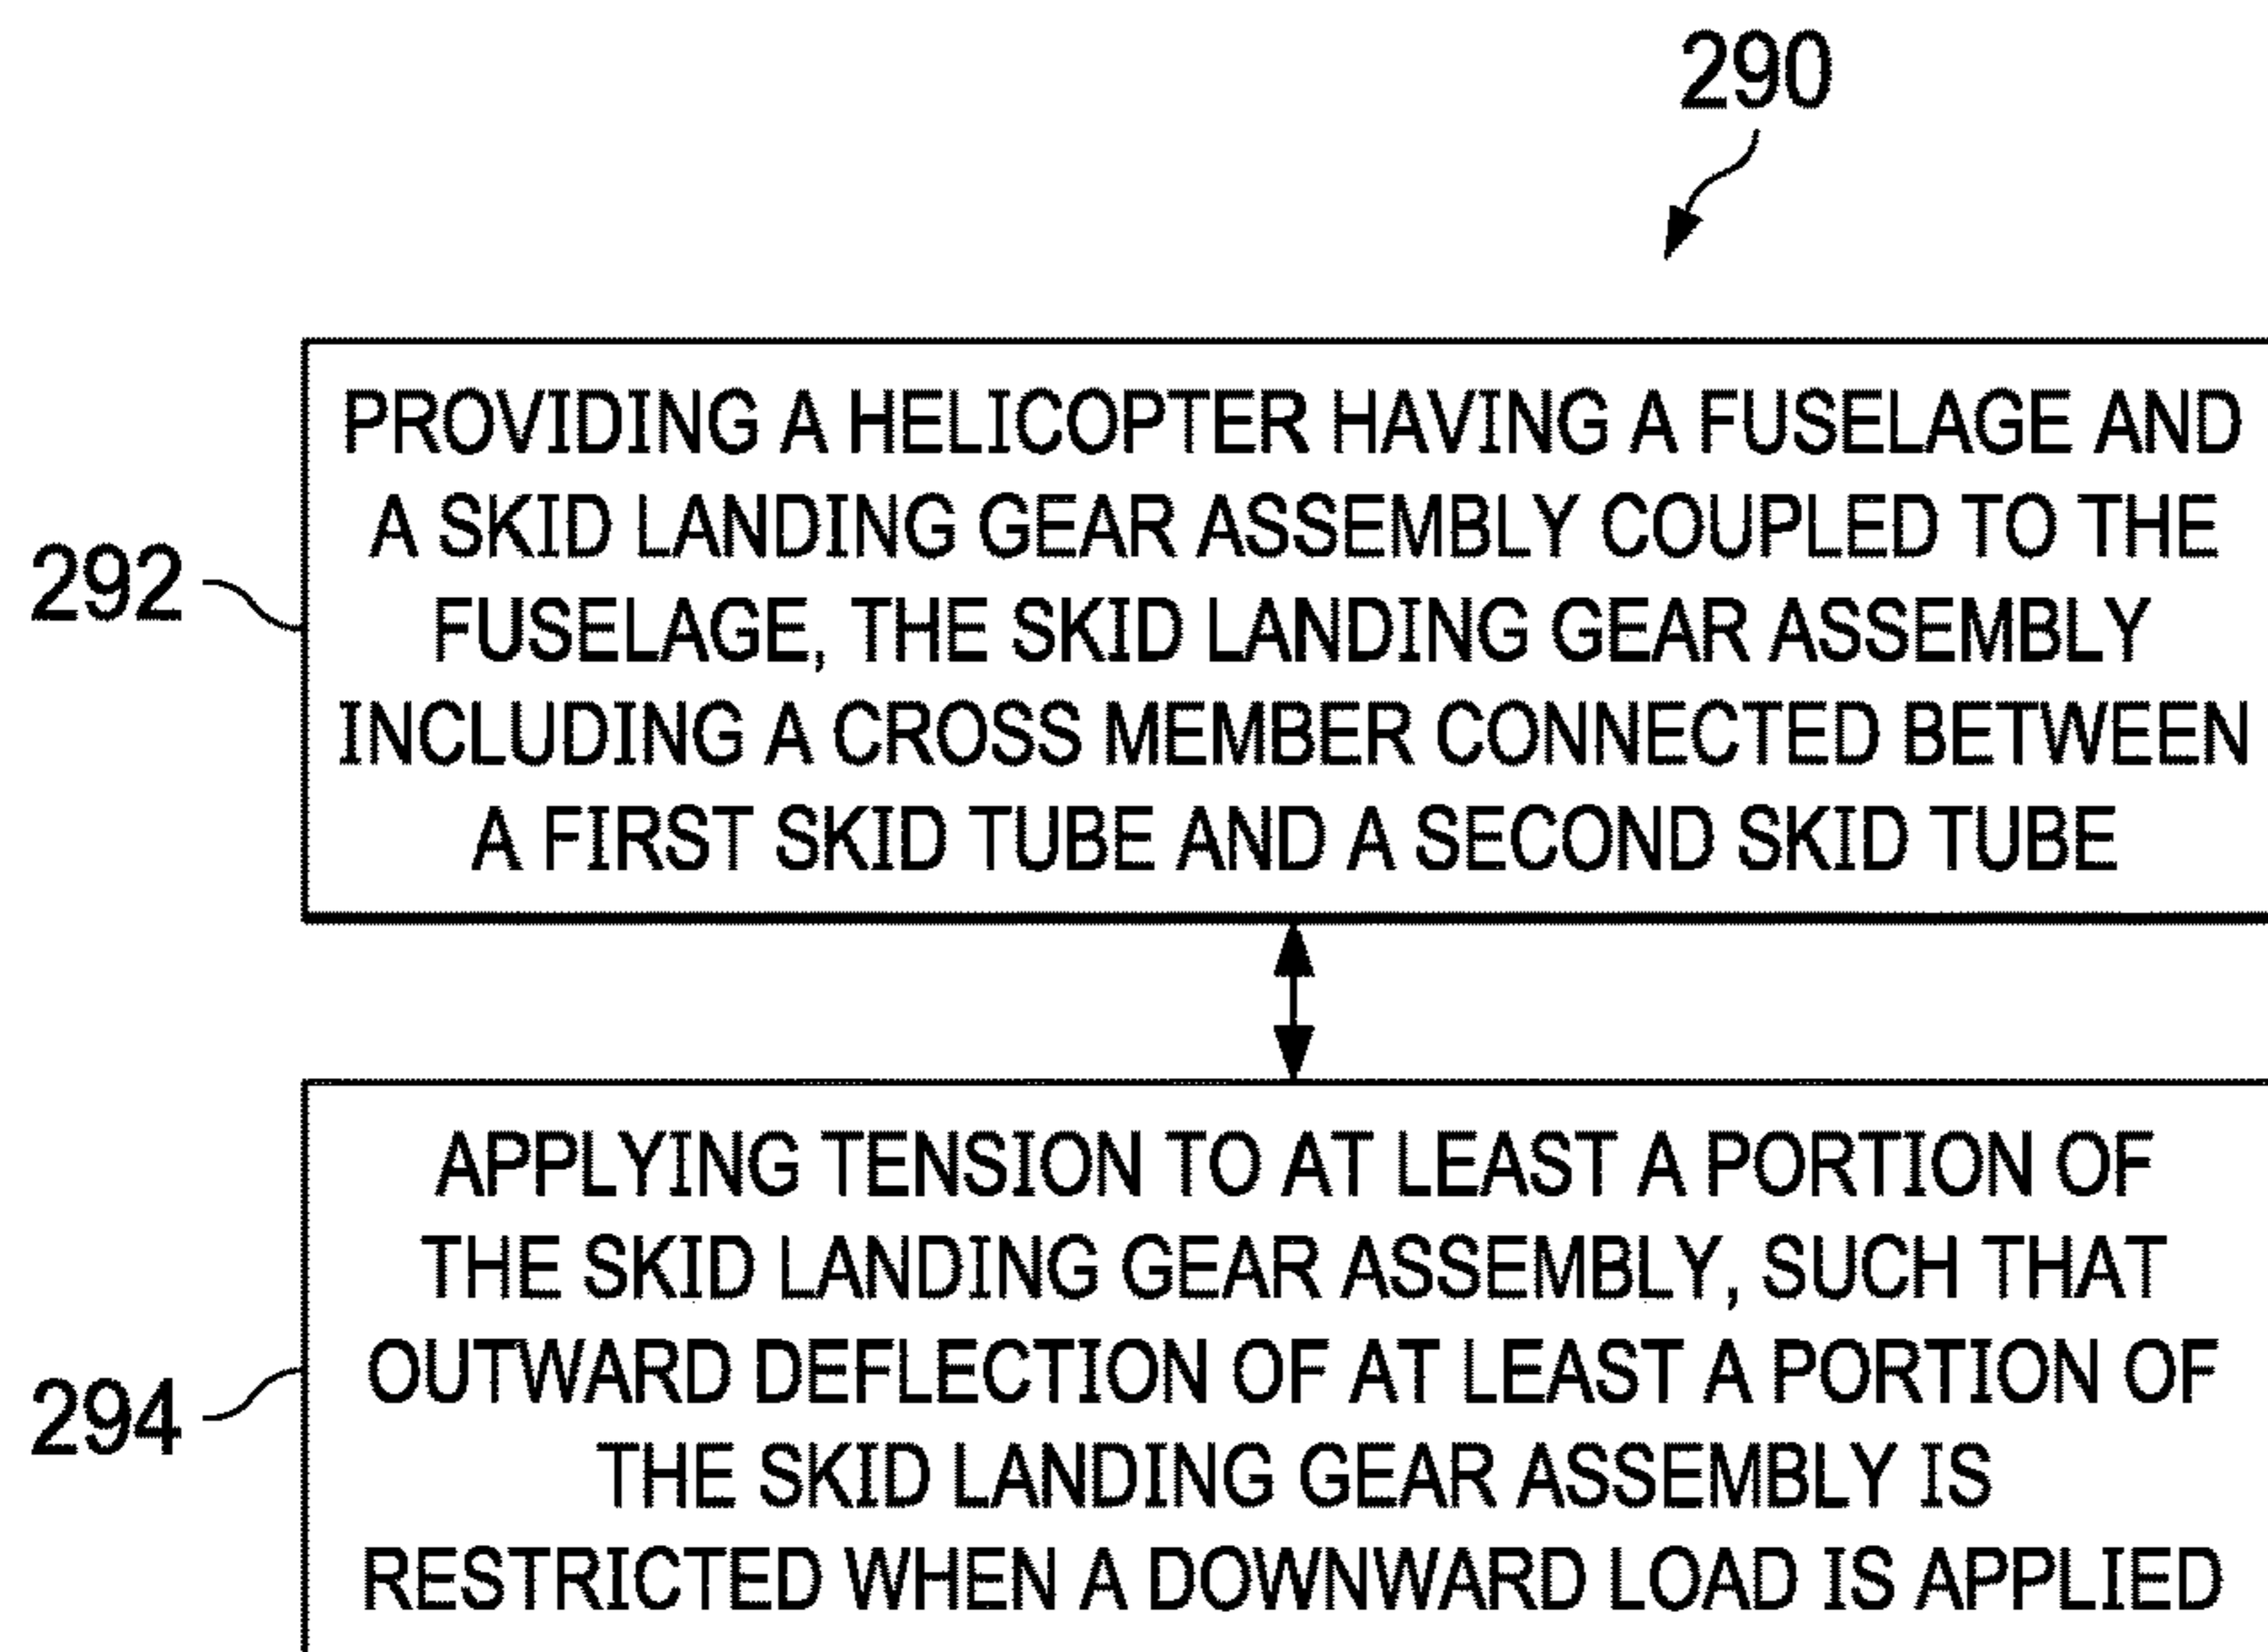 290
292
PROVIDING A HELICOPTER HAVING A FUSELAGE AND
A SKID LANDING GEAR ASSEMBLY COUPLED TO THE
FUSELAGE, THE SKID LANDING GEAR ASSEMBLY
INCLUDING A CROSS MEMBER CONNECTED BETWEEN
A FIRST SKID TUBE AND A SECOND SKID TUBE
294
APPLYING TENSION TO AT LEAST A PORTION OF
THE SKID LANDING GEAR ASSEMBLY, SUCH THAT
OUTWARD DEFLECTION OF AT LEAST A PORTION OF
THE SKID LANDING GEAR ASSEMBLY IS
RESTRICTED WHEN A DOWNWARD LOAD IS APPLIED